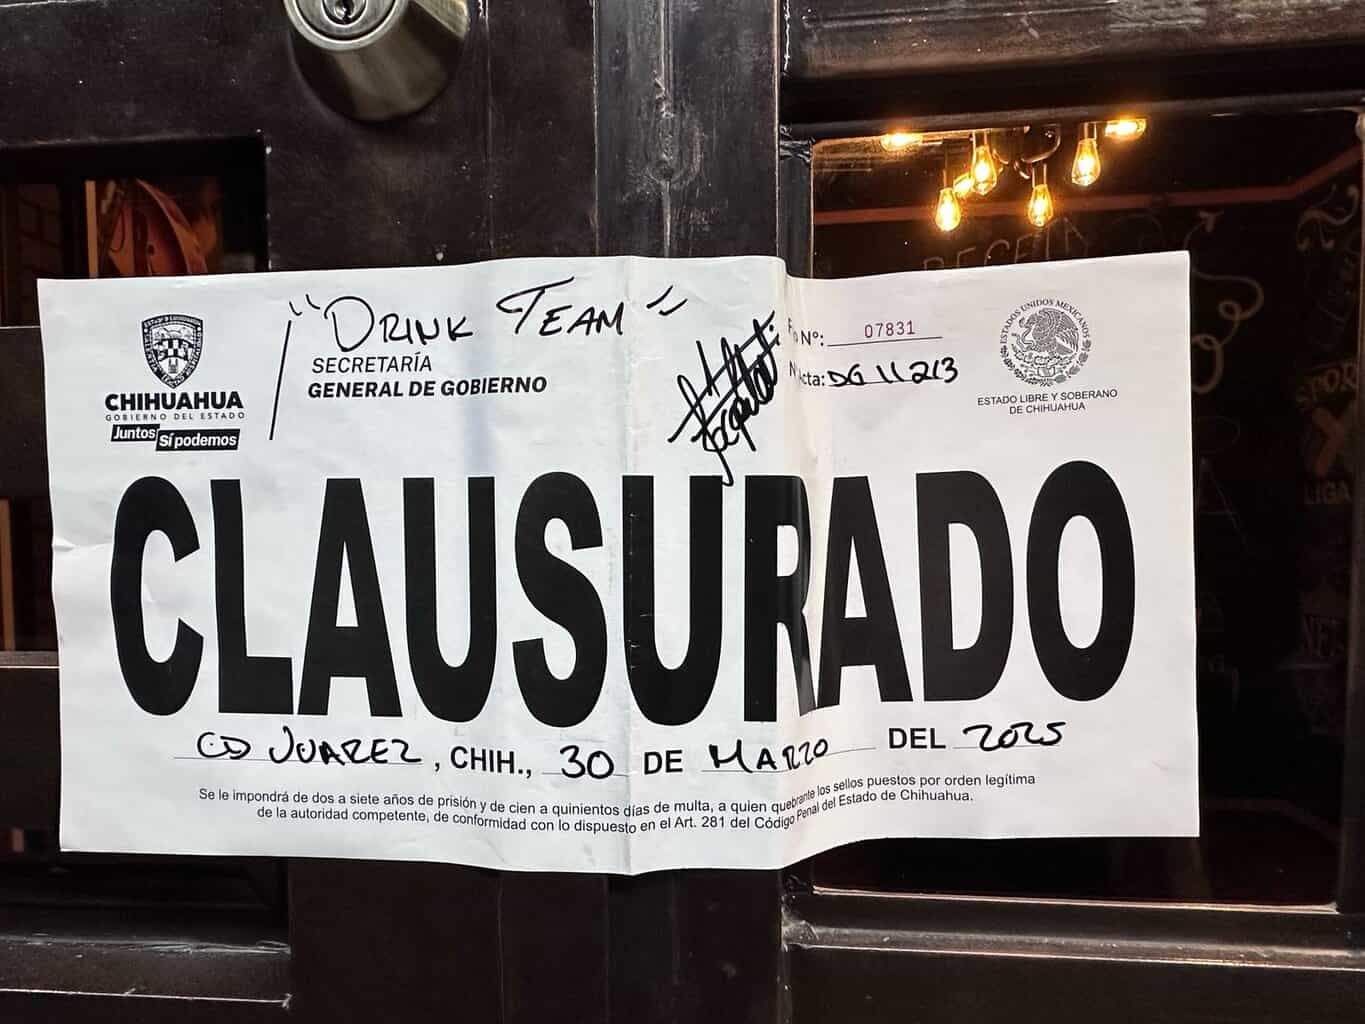 "DRINK TEAM"
SECRETARÍA
GENERAL DE GOBIERNO
CHIHUAHUA
GOBIERNO DEL ESTADO
Juntos Sí podemos
N°: 07831
Acta: DG 11213
ESTADOS UNIDOS MEXICANOS
ESTADO LIBRE Y SOBERANO
DE CHIHUAHUA
CLAUSURADO
CD JUAREZ, CHIH., 30 DE MARZO DEL 2025
Se le impondrá de dos a siete años de prisión y de cien a quinientos días de multa, a quien quebrante los sellos puestos por orden legítima
de la autoridad competente, de conformidad con lo dispuesto en el Art. 281 del Código Penal del Estado de Chihuahua.
RECETA
LIGA